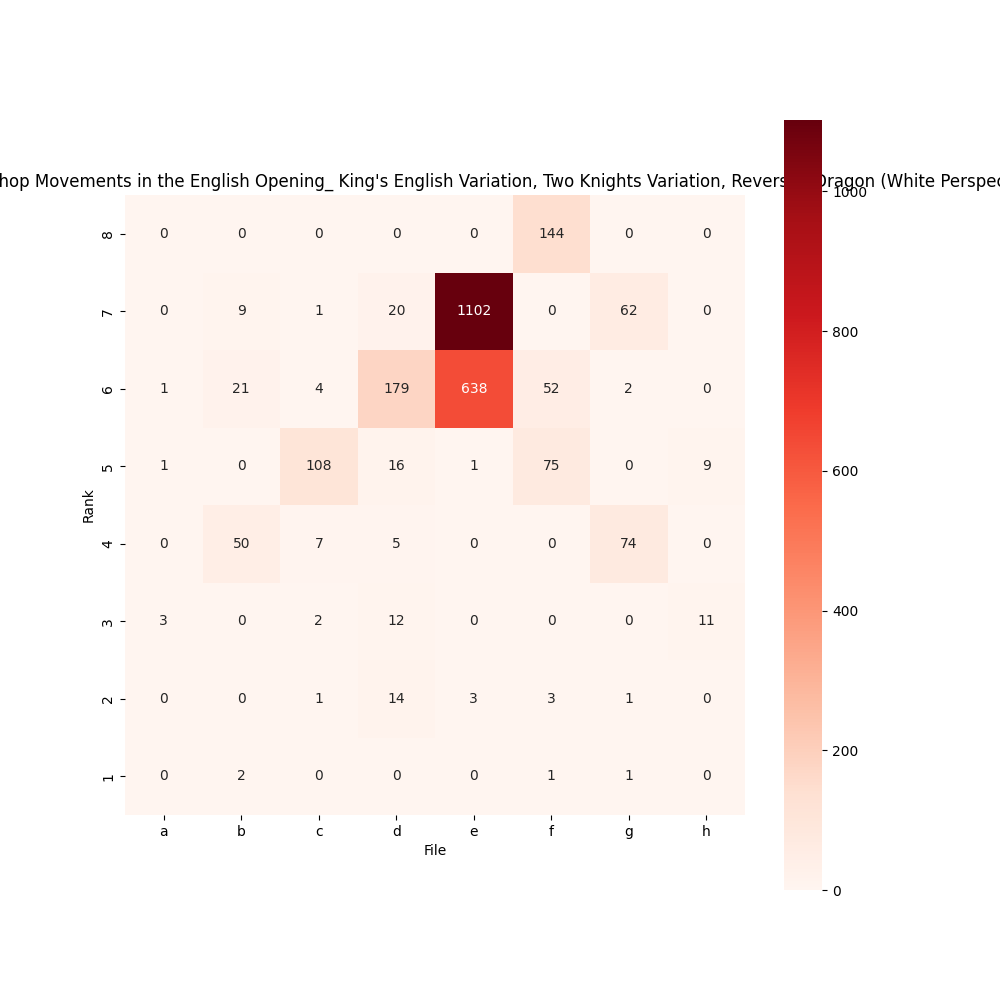 hop Movements in the English Opening_ King's English Variation, Two Knights Variation, Reversed Dragon (White Perspec
1000
8 0 0 0 0 0 144 0 0
7 0 9 1 20 1102 0 62 0
800
6 1 21 4 179 638 52 2 0
600
5 1 0 108 16 1 75 0 9
Rank
4 0 50 7 5 0 0 74 0
400
3 3 0 2 12 0 0 0 11
2 0 0 1 14 3 3 1 0
200
1 0 2 0 0 0 1 1 0
a b c d e f g h
File
0